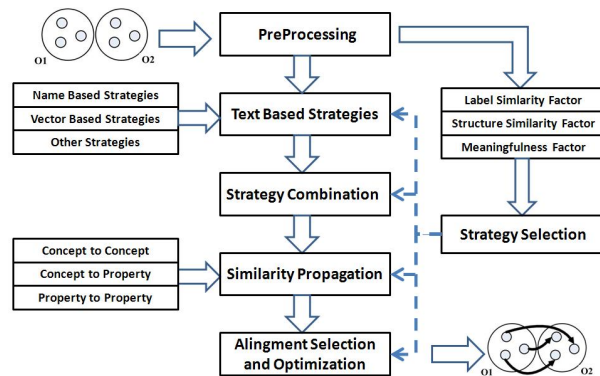 O1
O2
PreProcessing
Name Based Strategies
Vector Based Strategies
Other Strategies
Text Based Strategies
Label Simlarity Factor
Structure Similarity Factor
Meaningfulness Factor
Strategy Combination
Strategy Selection
Concept to Concept
Concept to Property
Property to Property
Similarity Propagation
Alingment Selection
and Optimization
O1
O2